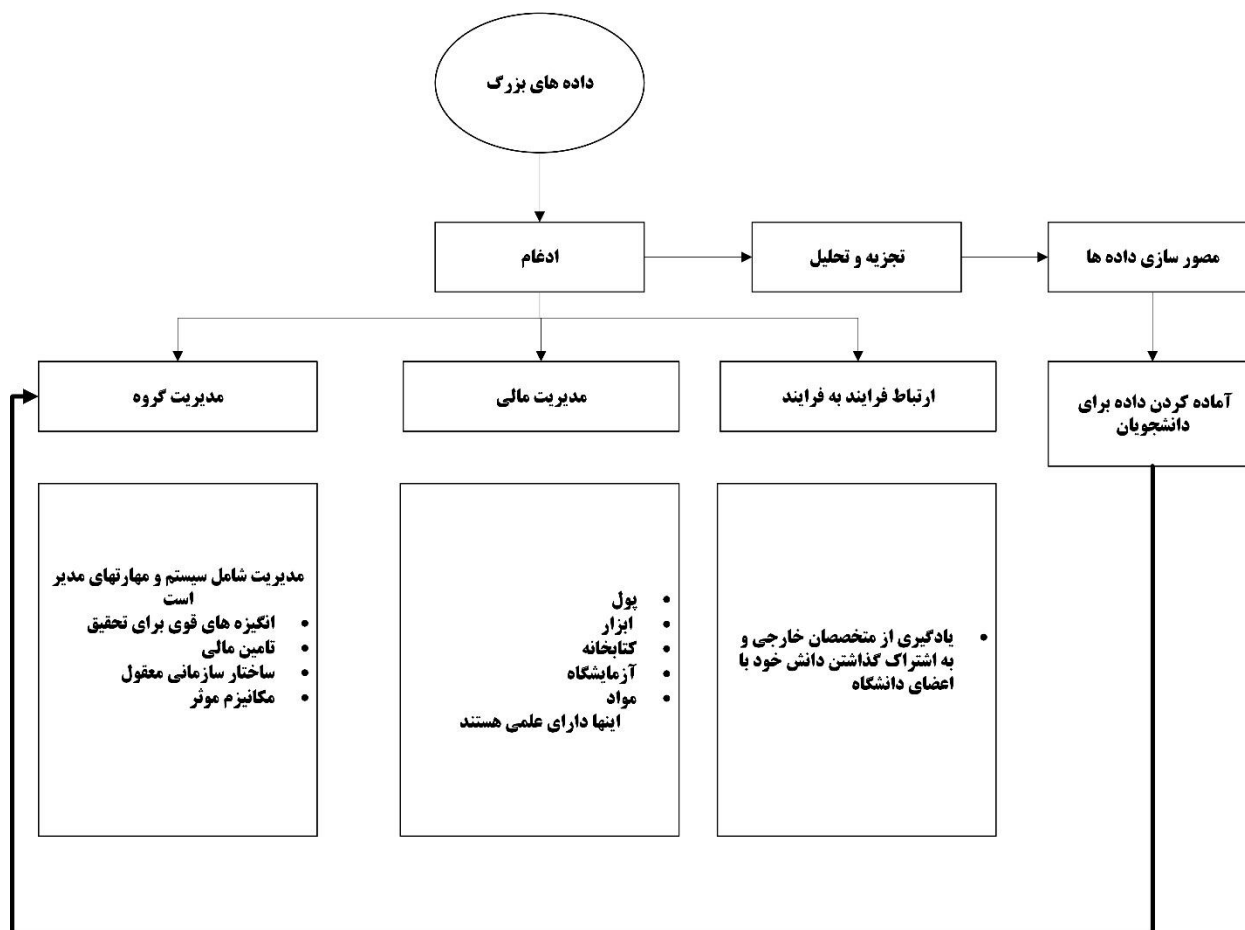 داده های بزرگ
مصور سازی داده ها
تجزیه و تحلیل
ادغام
آماده کردن داده برای
دانشجویان
ارتباط فرایند به فرایند
مدیریت مالی
مدیریت گروه
• یادگیری از متخصصان خارجی و
به اشتراک گذاشتن دانش خود با
اعضای دانشگاه
• پول
• ابزار
• کتابخانه
• آزمایشگاه
• مواد
اینها دارای علمی هستند
مدیریت شامل سیستم و مهارتهای مدیر
است
• انگیزه های قوی برای تحقیق
• تامین مالی
• ساختار سازمانی معقول
• مکانیزم موثر